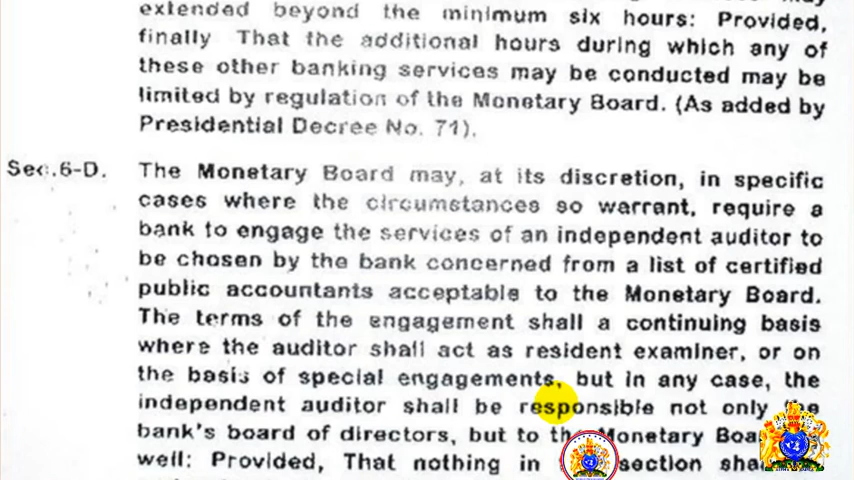 extended beyond the minimum six hours: Provided,
finally That the additional hours during which any of
these other banking services may be conducted may be
limited by regulation of the Monetary Board. (As added by
Presidential Decree No. 71).
Sec.6-D. The Monetary Board may, at its discretion, in specific
cases where the circumstances so warrant, require a
bank to engage the services of an independent auditor to
be chosen by the bank concerned from a list of certified
public accountants acceptable to the Monetary Board.
The terms of the engagement shall a continuing basis
where the auditor shall act as resident examiner, or on
the basis of special engagements, but in any case, the
independent auditor shall be responsible not only
bank's board of directors, but to Monetary
well: Provided, That nothing in section